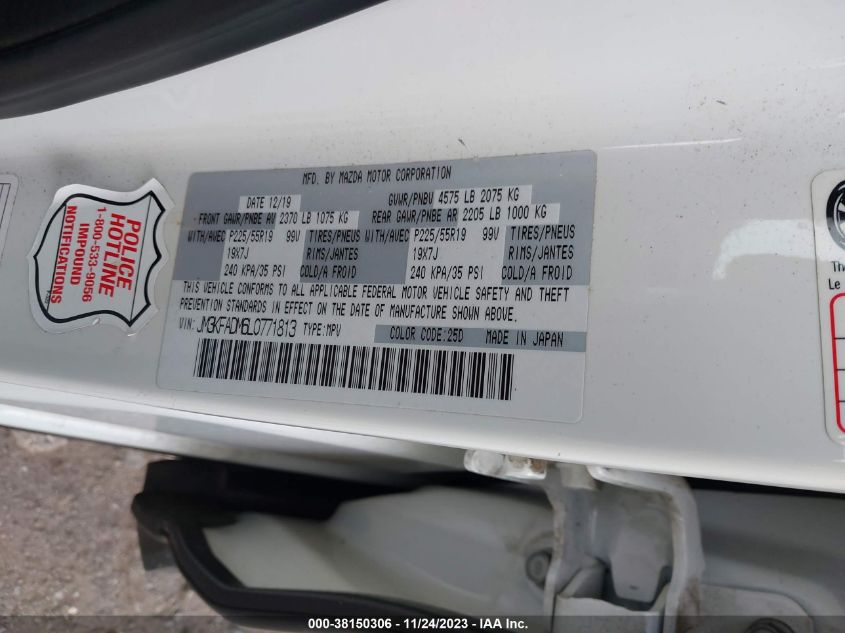 MFD. BY MAZDA MOTOR CORPORATION
DATE 12/19 GVWR/PNBV 4575 LB 2075 KG
FRONT GAWR/PNBE AV 2370 LB 1075 KG REAR GAWR/PNBE AR 2205 LB 1000 KG
WITH/AVEC P225/55R19 99V TIRES/PNEUS WITH/AVEC P225/55R19 99V TIRES/PNEUS
19X7J RIMS/JANTES 19X7J RIMS/JANTES
240 KPA/35 PSI COLD/A FROID 240 KPA/35 PSI COLD/A FROID
THIS VEHICLE CONFORMS TO ALL APPLICABLE FEDERAL MOTOR VEHICLE SAFETY AND THEFT
PREVENTION STANDARDS IN EFFECT ON THE DATE OF MANUFACTURE SHOWN ABOVE.
VIN: JM3KFADM6L0771813 TYPE:MPV COLOR CODE:25D MADE IN JAPAN
POLICE
HOTLINE
1-800-533-9056
IMPOUND
NOTIFICATIONS
Th
Le
000-38150306 - 11/24/2023 - IAAI.com